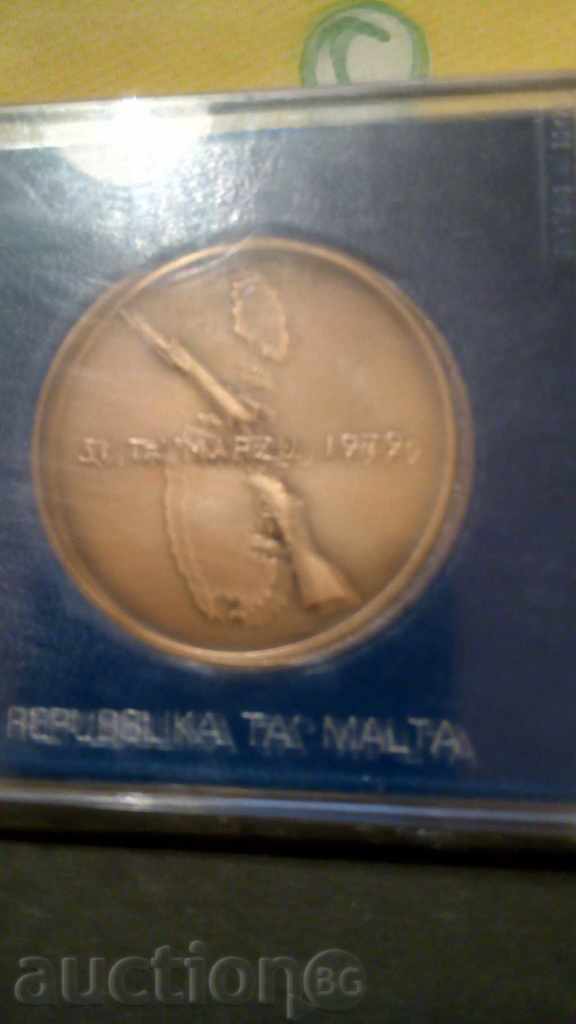 31, TA' MARZU, 1979,
REPUBBLIKA TA' MALTA
auctionBG